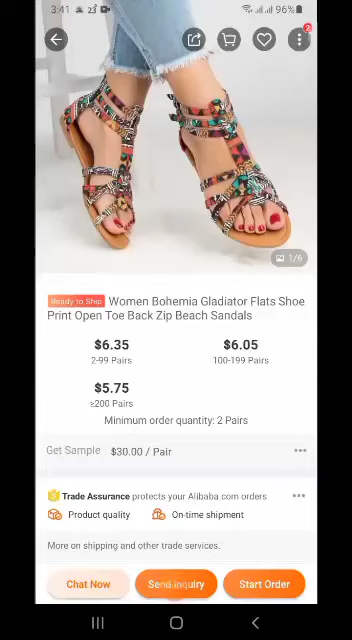 3:41 23 96%
2
1/6
Ready to Ship Women Bohemia Gladiator Flats Shoe
Print Open Toe Back Zip Beach Sandals
$6.35 $6.05
2-99 Pairs 100-199 Pairs
$5.75
≥200 Pairs
Minimum order quantity: 2 Pairs
Get Sample $30.00 / Pair
Trade Assurance protects your Alibaba.com orders
Product quality On-time shipment
More on shipping and other trade services.
Chat Now Send Inquiry Start Order